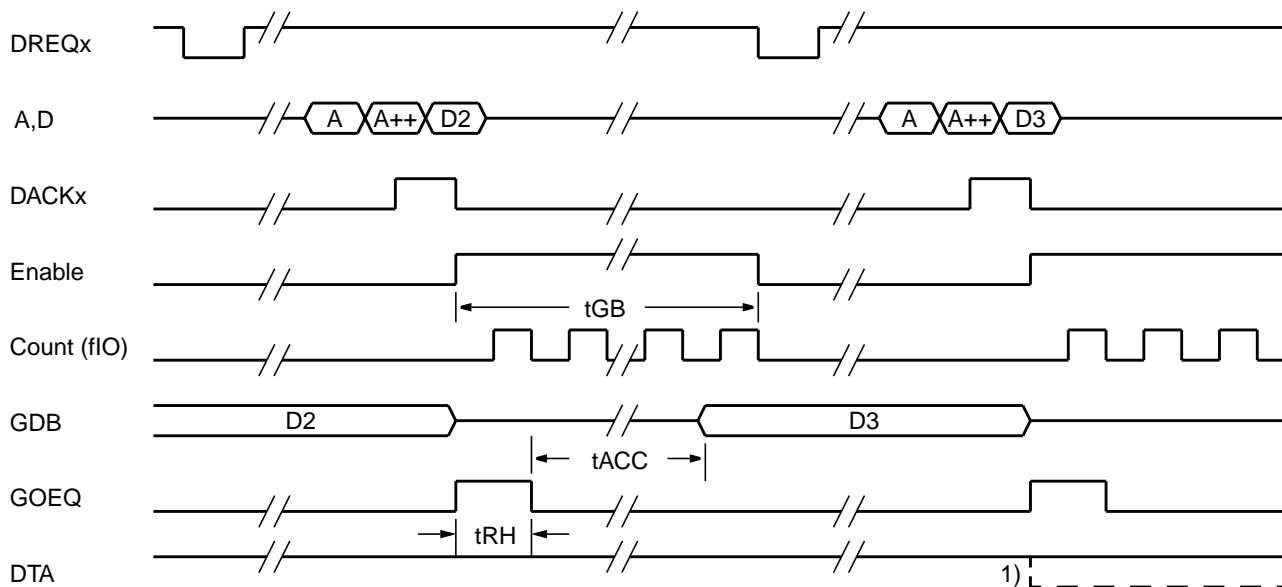 DREQx
A,D
A A++ D2 A A++ D3
DACKx
Enable
tGB
Count (fIO)
GDB
D2 D3
tACC
GOEQ
tRH
DTA
1)